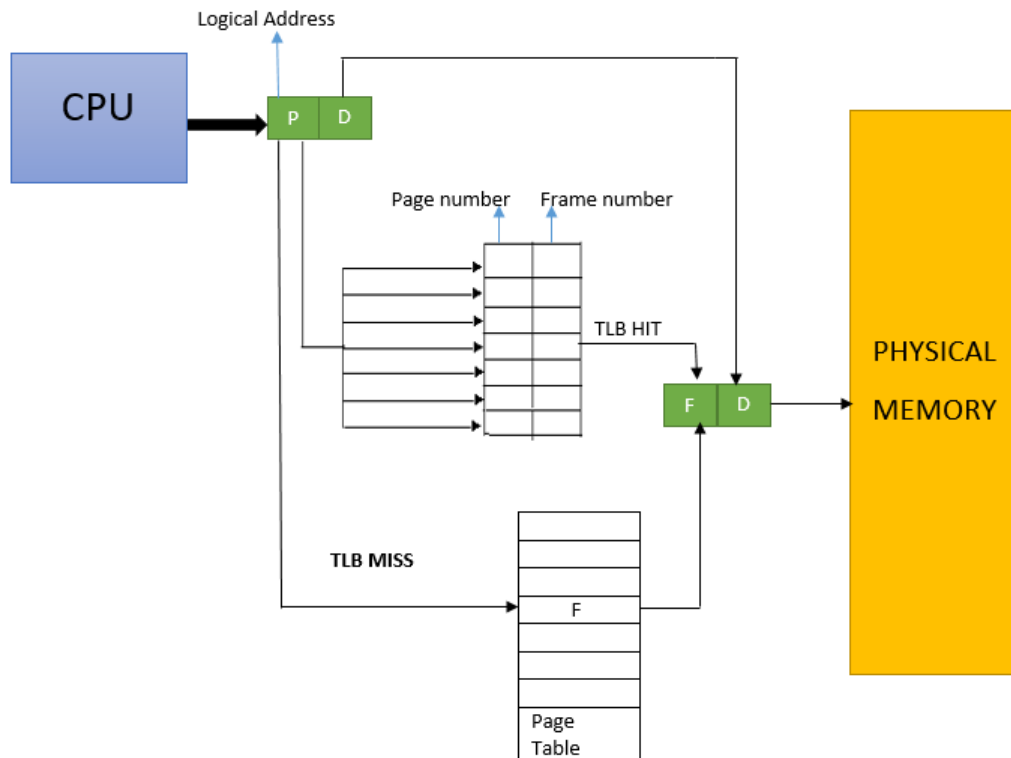 Logical Address
CPU
P D
Page number Frame number
TLB HIT
PHYSICAL
MEMORY
F D
TLB MISS
F
Page
Table